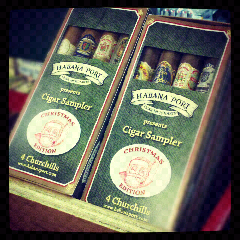 HABANA PORT
presents
Cigar Sampler
CHRISTMAS
EDITION
4 Churchills
HABANA PORT
presents
Cigar Sampler
CHRISTMAS
EDITION
4 Churchills